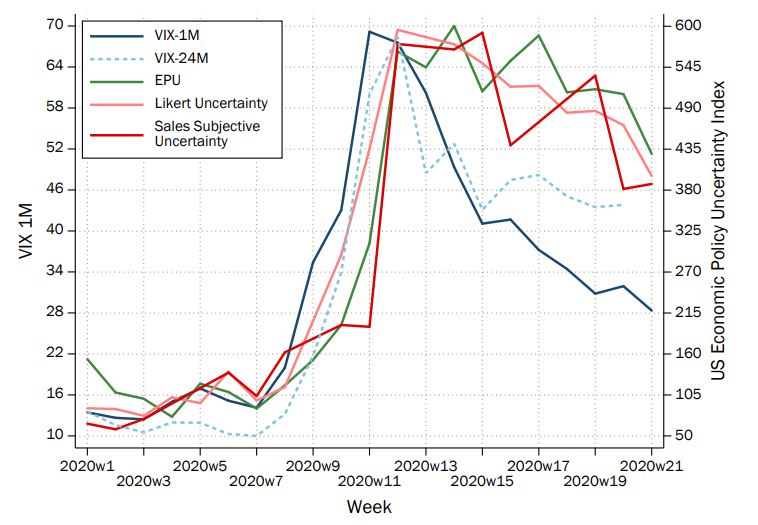 VIX-1M
VIX-24M
EPU
Likert Uncertainty
Sales Subjective
Uncertainty
70
64
58
52
46
40
34
28
22
16
10
VIX 1M
600
545
490
435
380
325
270
215
160
105
50
US Economic Policy Uncertainty Index
2020w1
2020w3
2020w5
2020w7
2020w9
2020w11
2020w13
2020w15
2020w17
2020w19
2020w21
Week